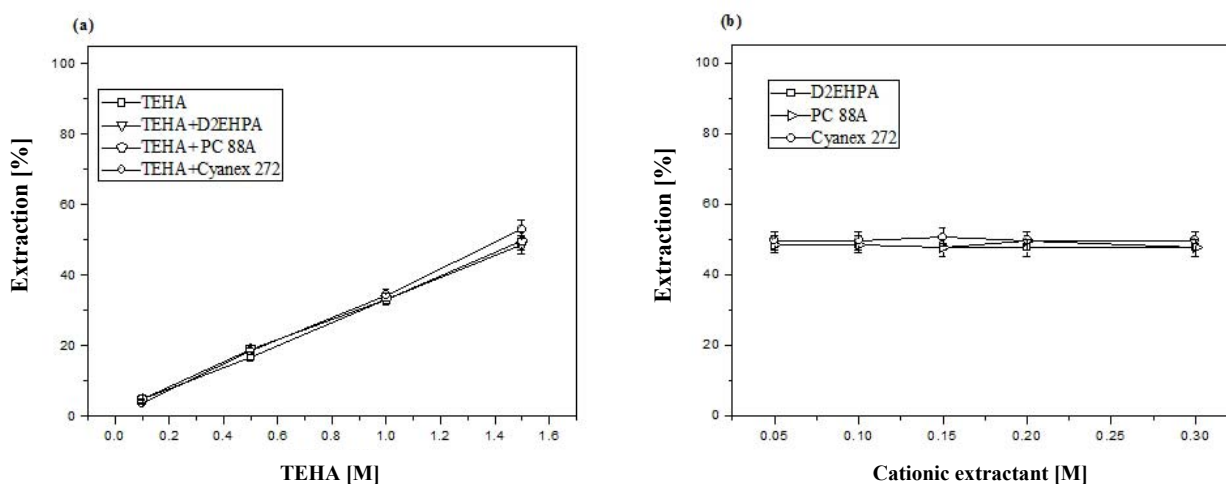 (a)
Extraction [%]
100
80
60
40
20
0
TEHA
TEHA+D2EHPA
TEHA+ PC 88A
TEHA+Cyanex 272
0.0 0.2 0.4 0.6 0.8 1.0 1.2 1.4 1.6
TEHA [M]
(b)
Extraction [%]
100
80
60
40
20
0
D2EHPA
PC 88A
Cyanex 272
0.05 0.10 0.15 0.20 0.25 0.30
Cationic extractant [M]